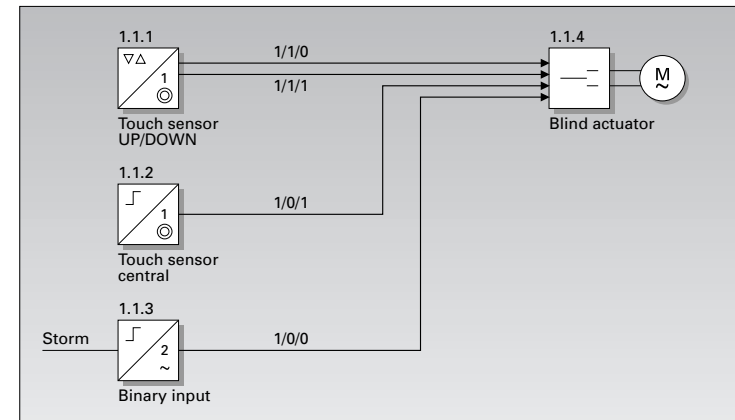 1.1.1
1/1/0
1.1.4
1
1/1/1
M
~
Touch sensor
UP/DOWN
Blind actuator
1.1.2
1/0/1
1
Touch sensor
central
1.1.3
Storm
1/0/0
2
~
Binary input